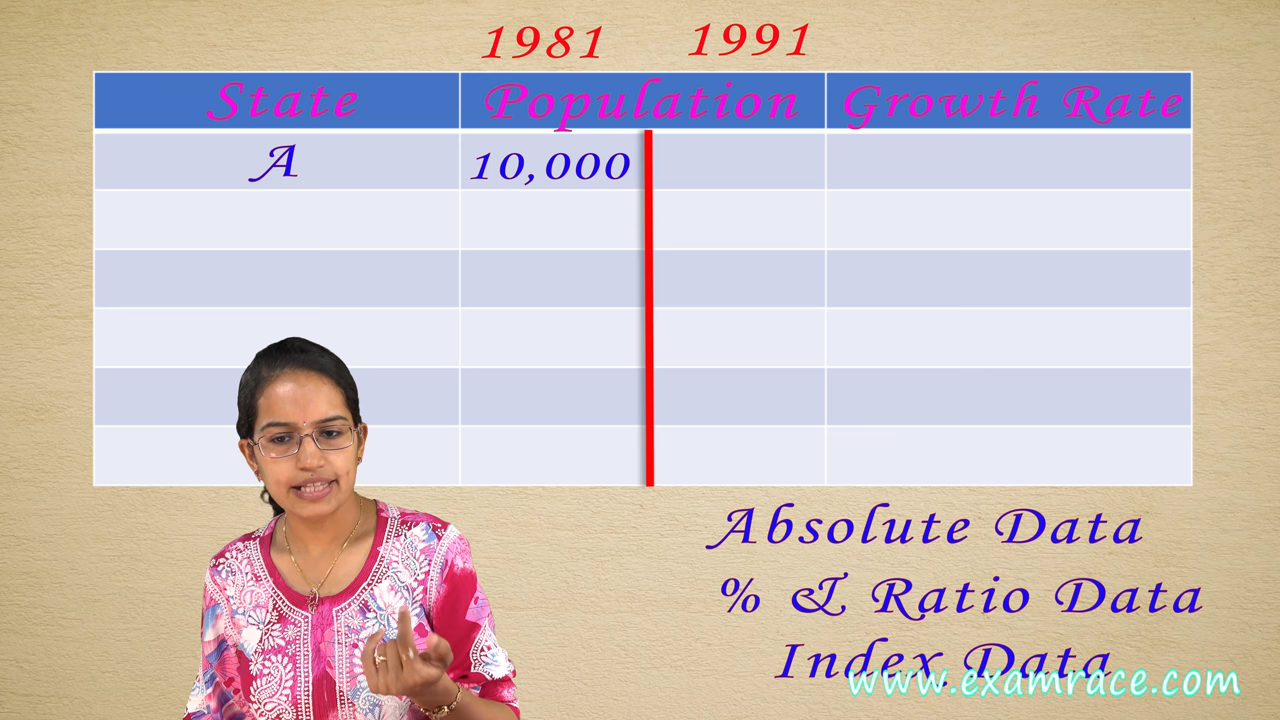 1981 1991
State Population Growth Rate
A 10,000
Absolute Data
% & Ratio Data
Index Data
www.examrace.com